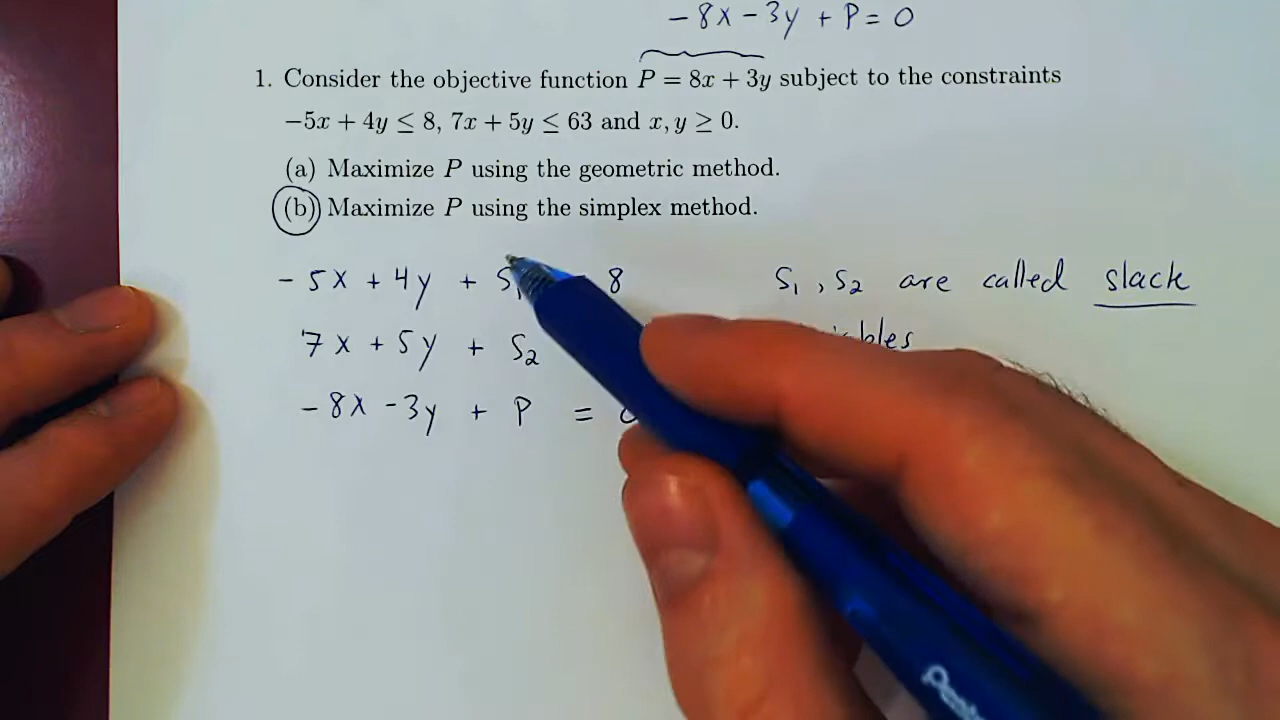 -8x - 3y + P = 0
1. Consider the objective function P = 8x + 3y subject to the constraints
−5x + 4y ≤ 8, 7x + 5y ≤ 63 and x, y ≥ 0.
(a) Maximize P using the geometric method.
(b) Maximize P using the simplex method.
-5x + 4y + S₁ 8
S₁, S₂ are called slack
7x + 5y + S₂
-8x - 3y + P =